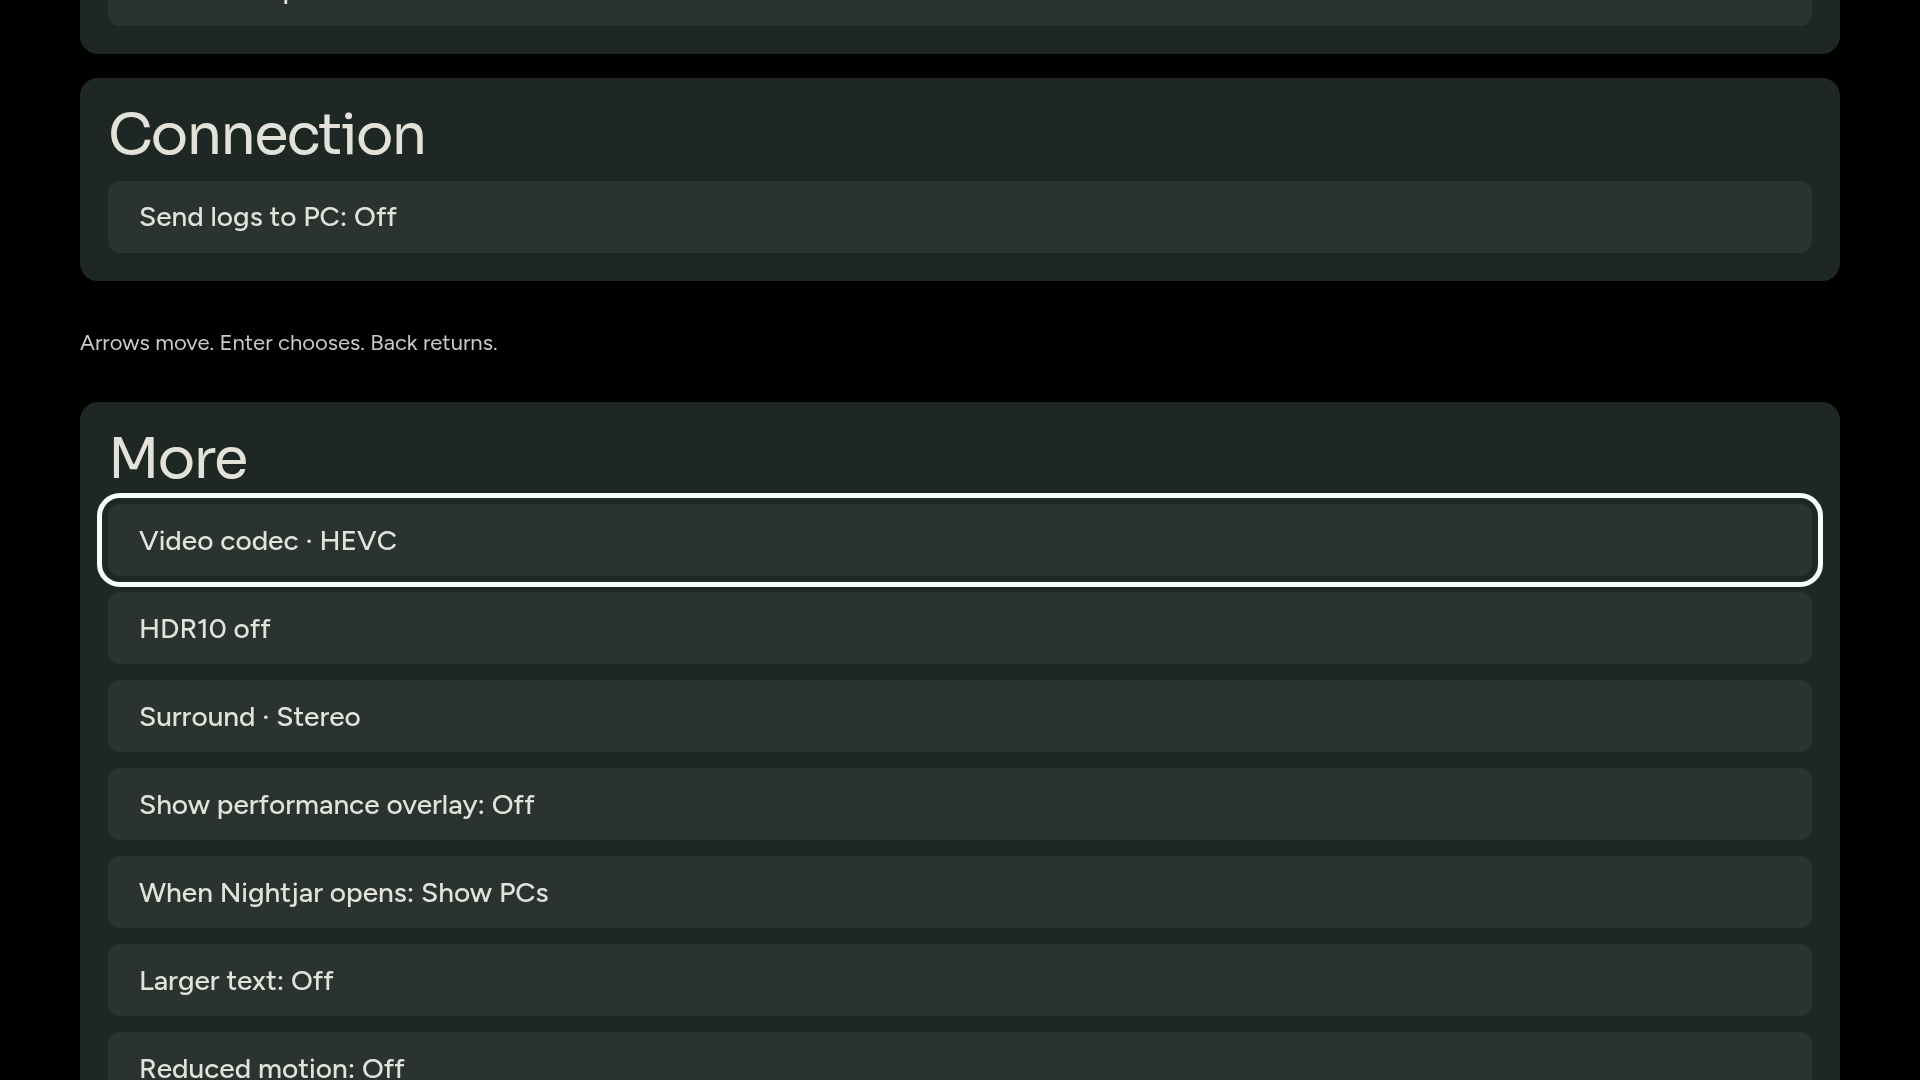 Connection
Send logs to PC: Off
Arrows move. Enter chooses. Back returns.
More
Video codec · HEVC
HDR10 off
Surround · Stereo
Show performance overlay: Off
When Nightjar opens: Show PCs
Larger text: Off
Reduced motion: Off